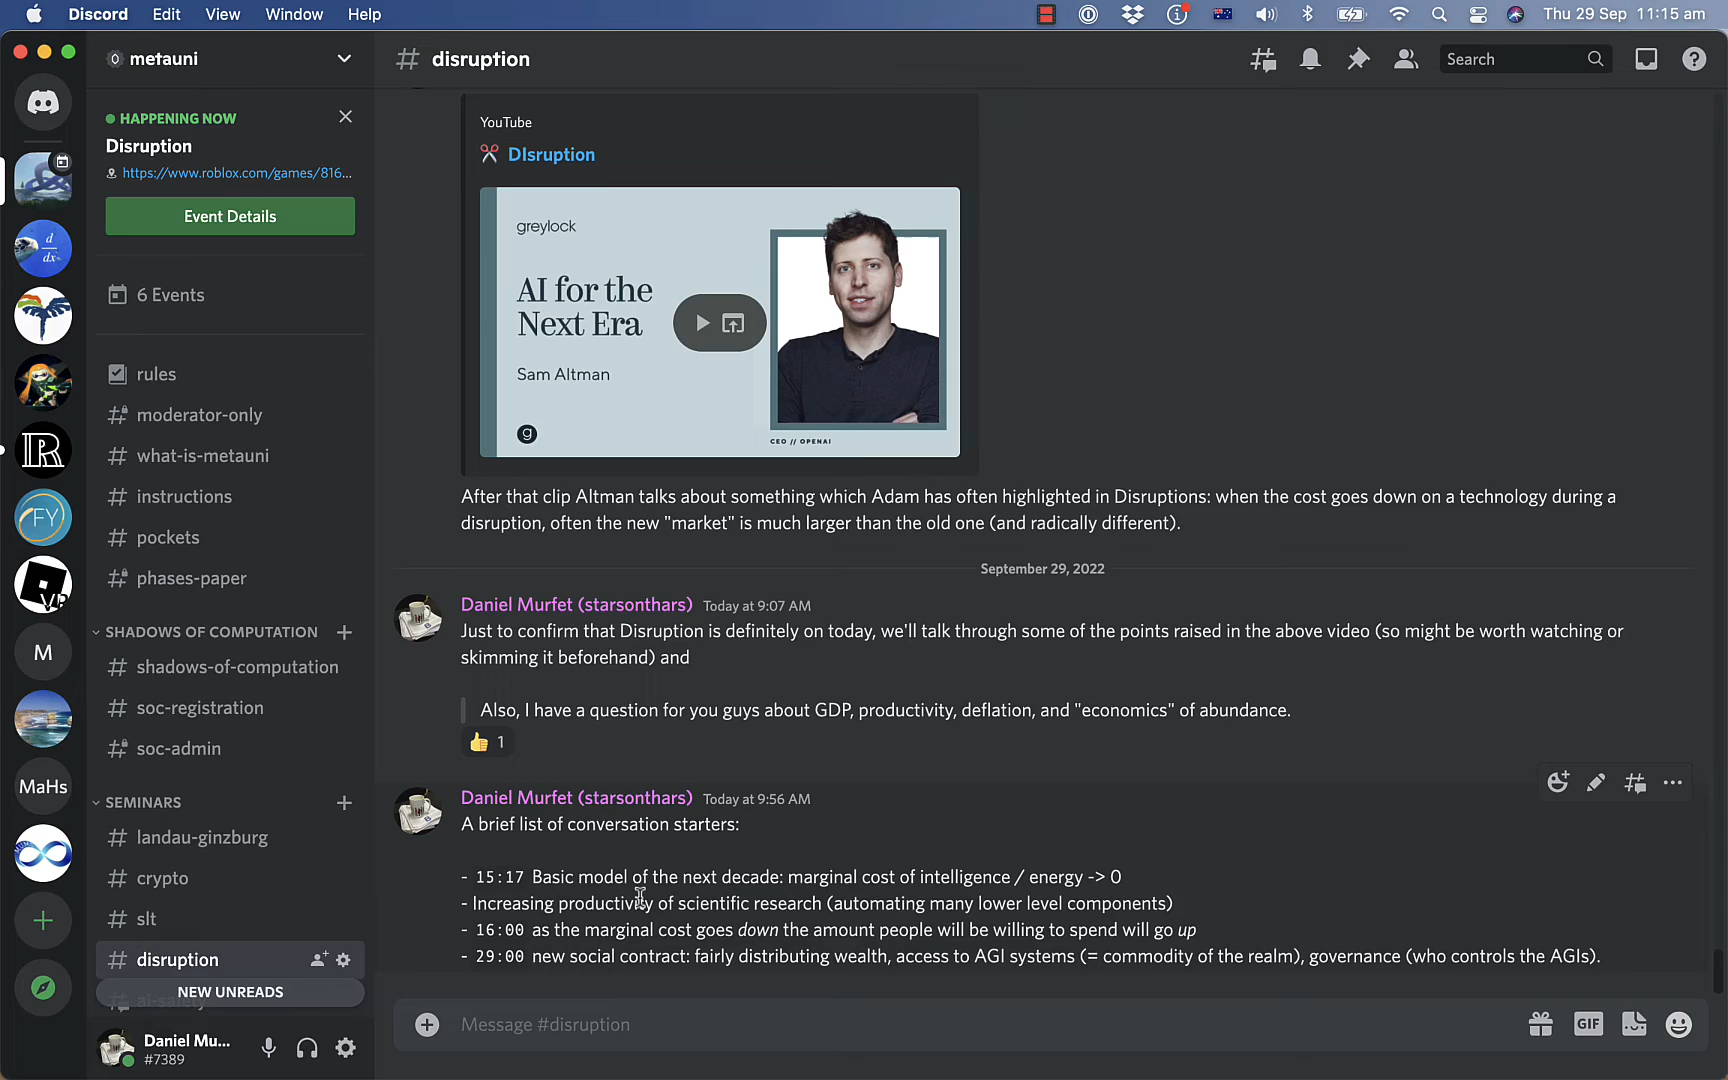 Discord Edit View Window Help
Thu 29 Sep 11:15 am
metauni
disruption
Search
HAPPENING NOW
Disruption
https://www.roblox.com/games/816...
Event Details
6 Events
rules
moderator-only
what-is-metauni
instructions
pockets
phases-paper
SHADOWS OF COMPUTATION
shadows-of-computation
soc-registration
soc-admin
SEMINARS
landau-ginzburg
crypto
slt
disruption
NEW UNREADS
Daniel Mu...
#7389
d
dx
R
FY
M
MaHs
YouTube
DIsruption
greylock
AI for the
Next Era
Sam Altman
g
CEO // OPENAI
After that clip Altman talks about something which Adam has often highlighted in Disruptions: when the cost goes down on a technology during a
disruption, often the new "market" is much larger than the old one (and radically different).
September 29, 2022
Daniel Murfet (starsonthars) Today at 9:07 AM
Just to confirm that Disruption is definitely on today, we'll talk through some of the points raised in the above video (so might be worth watching or
skimming it beforehand) and
Also, I have a question for you guys about GDP, productivity, deflation, and "economics" of abundance.
👍 1
Daniel Murfet (starsonthars) Today at 9:56 AM
A brief list of conversation starters:
- 15:17 Basic model of the next decade: marginal cost of intelligence / energy -> 0
- Increasing productivity of scientific research (automating many lower level components)
- 16:00 as the marginal cost goes down the amount people will be willing to spend will go up
- 29:00 new social contract: fairly distributing wealth, access to AGI systems (= commodity of the realm), governance (who controls the AGIs).
Message #disruption
GIF